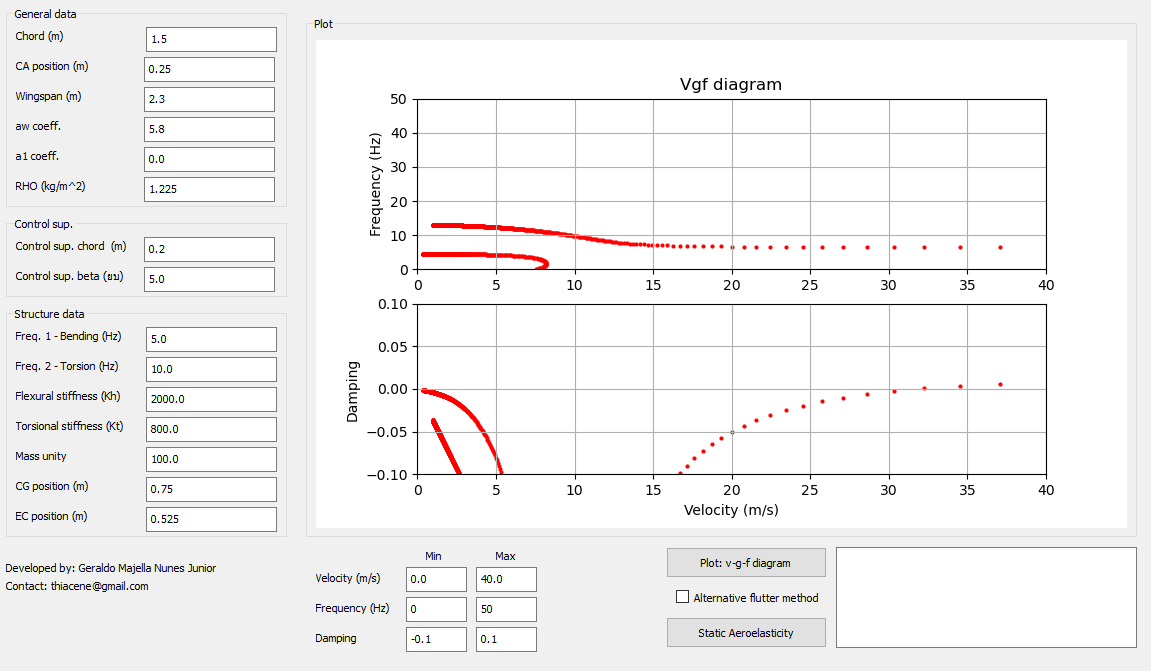 General data
Chord (m) 1.5
CA position (m) 0.25
Wingspan (m) 2.3
aw coeff. 5.8
a1 coeff. 0.0
RHO (kg/m^2) 1.225
Control sup.
Control sup. chord (m) 0.2
Control sup. beta (ยบ) 5.0
Structure data
Freq. 1 - Bending (Hz) 5.0
Freq. 2 - Torsion (Hz) 10.0
Flexural stiffness (Kh) 2000.0
Torsional stiffness (Kt) 800.0
Mass unity 100.0
CG position (m) 0.75
EC position (m) 0.525
Developed by: Geraldo Majella Nunes Junior
Contact: thiacene@gmail.com
Plot
Vgf diagram
Frequency (Hz)
50
40
30
20
10
0
0 5 10 15 20 25 30 35 40
Damping
0.10
0.05
0.00
−0.05
−0.10
0 5 10 15 20 25 30 35 40
Velocity (m/s)
Min Max
Velocity (m/s) 0.0 40.0
Frequency (Hz) 0 50
Damping -0.1 0.1
Plot: v-g-f diagram
Alternative flutter method
Static Aeroelasticity